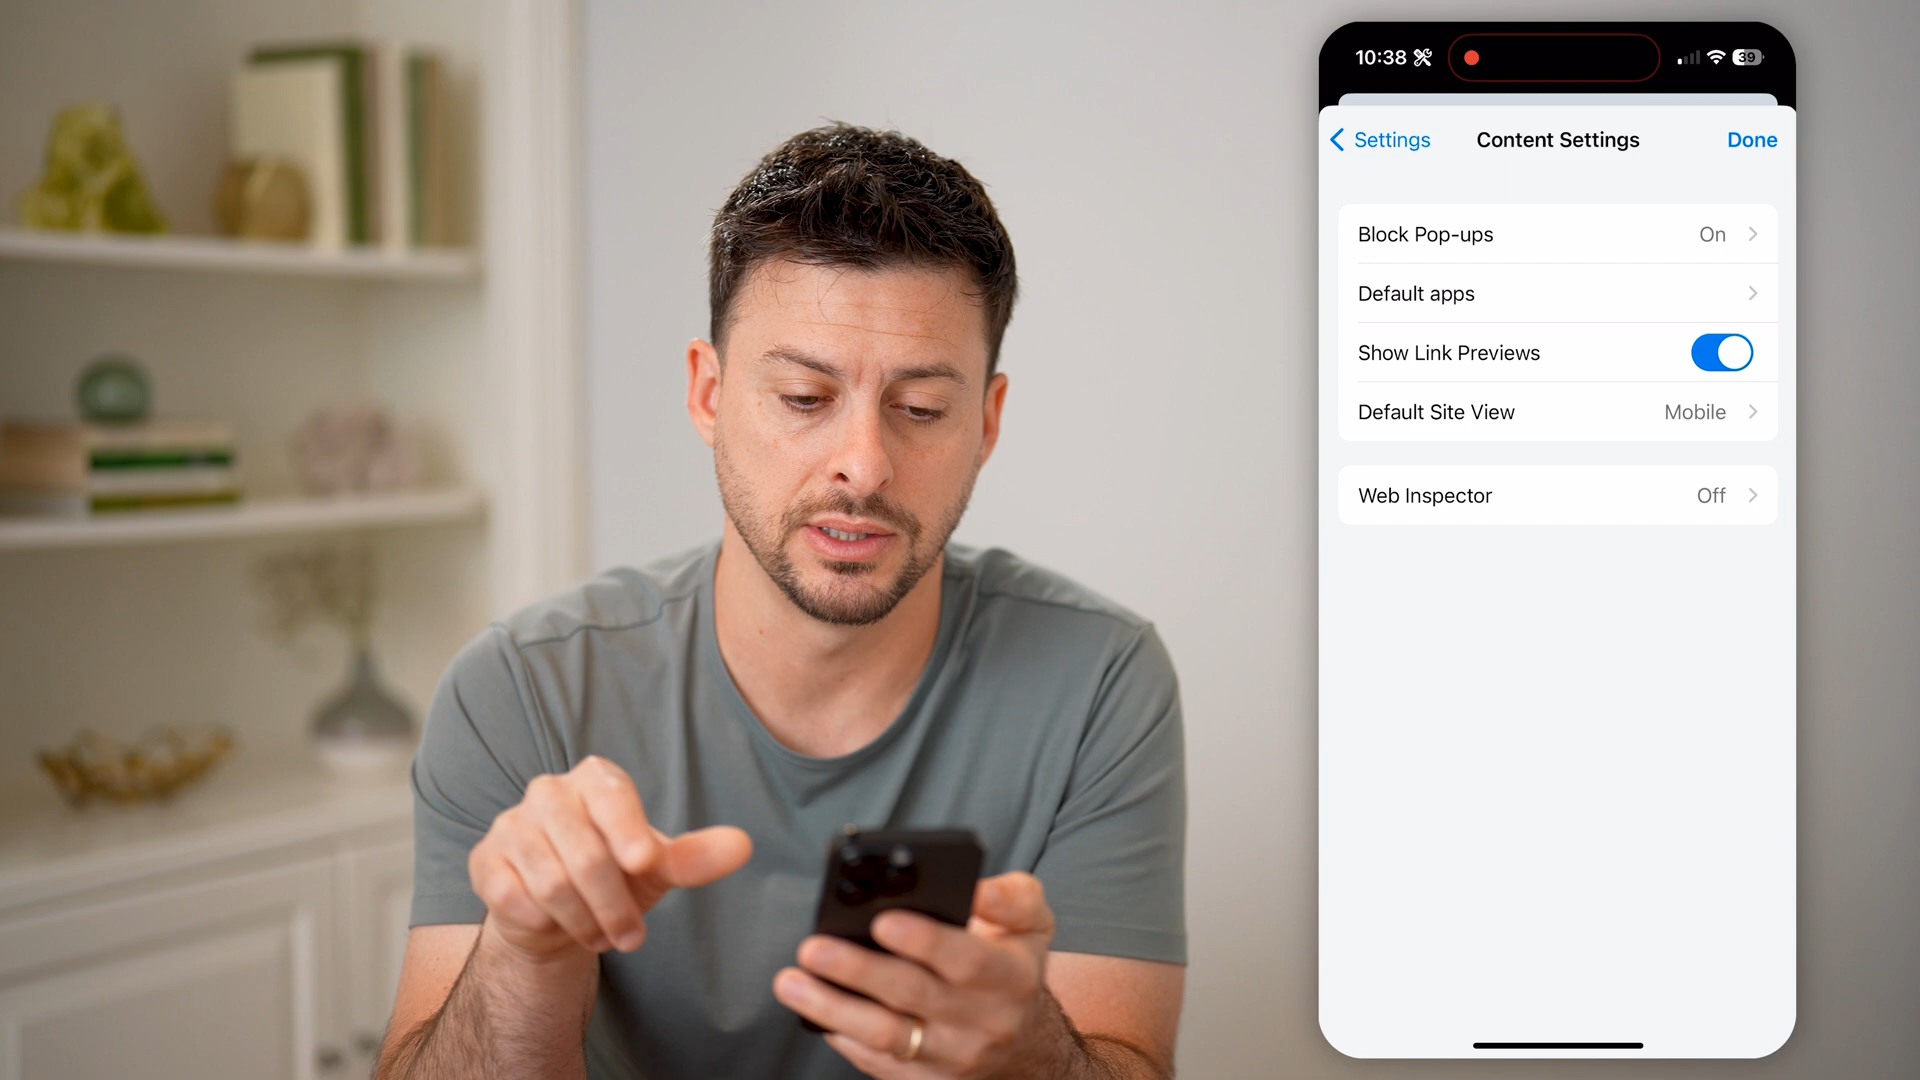 10:38
39
Settings
Content Settings
Done
Block Pop-ups
On
Default apps
Show Link Previews
Default Site View
Mobile
Web Inspector
Off